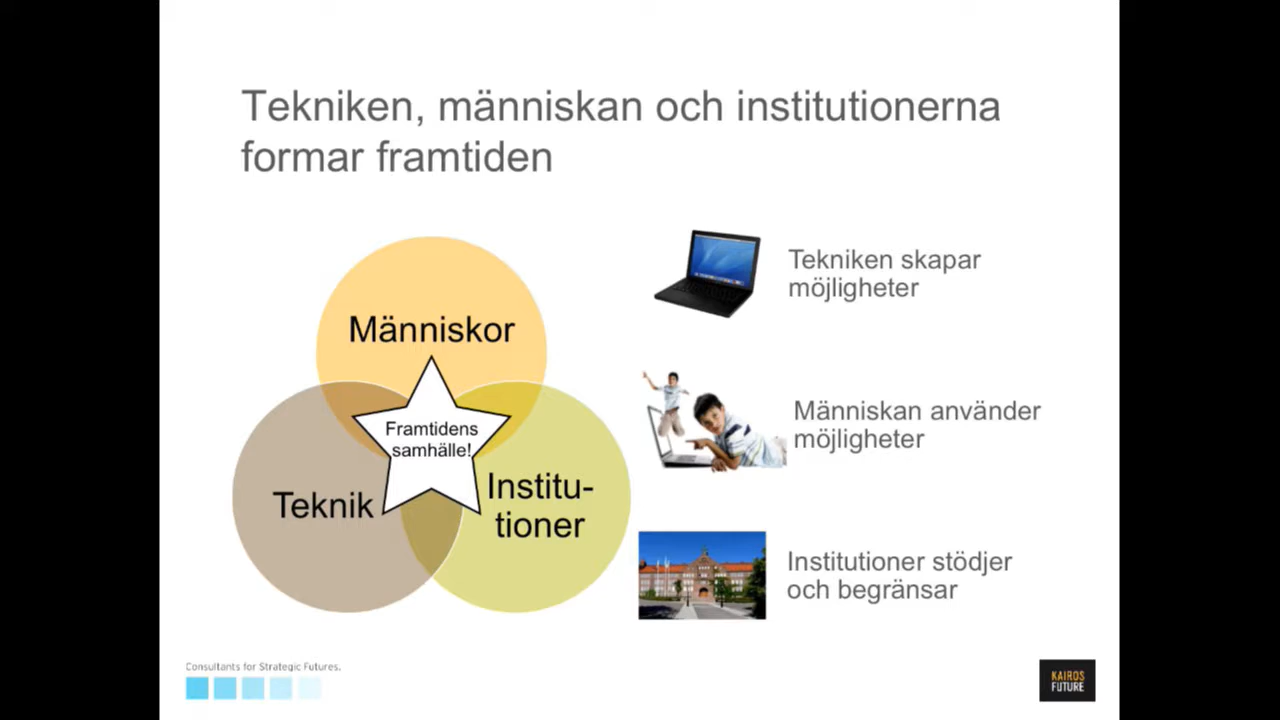 Tekniken, människan och institutionerna
formar framtiden
Människor
Framtidens
samhälle!
Teknik
Institu-
tioner
Tekniken skapar
möjligheter
Människan använder
möjligheter
Institutioner stödjer
och begränsar
Consultants for Strategic Futures.
KAIROS
FUTURE